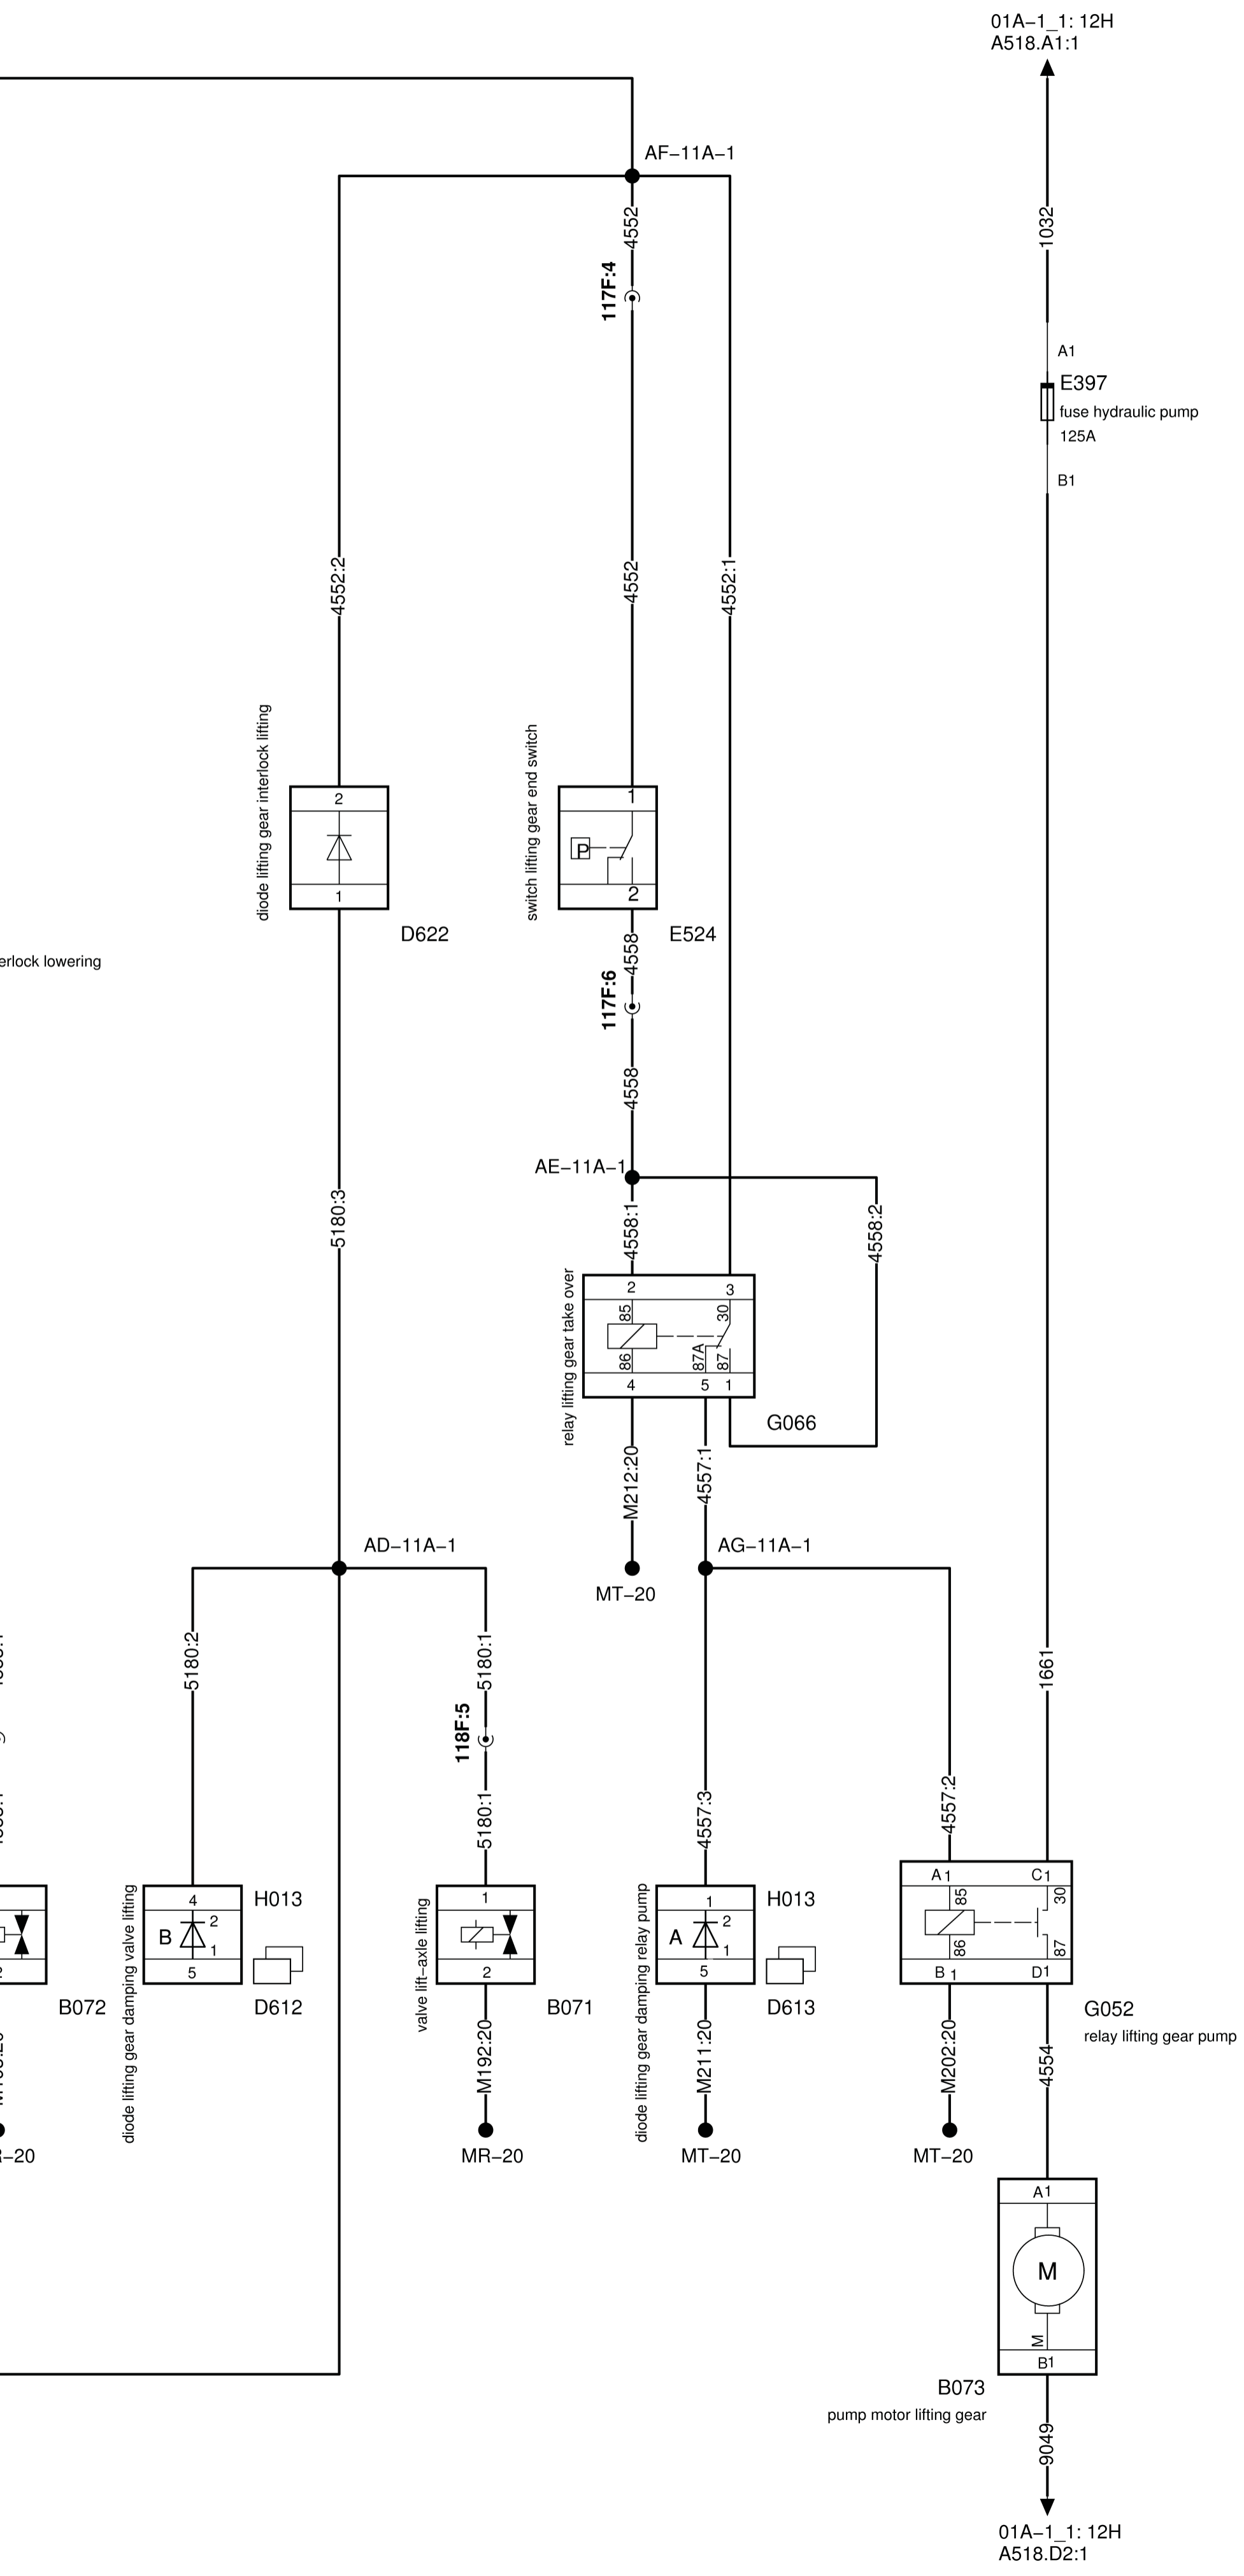 01A-1_1: 12H
A518.A1:1
AF-11A-1
4552
1032
117F:4
A1
E397
fuse hydraulic pump
125A
B1
4552:2
4552
4552:1
diode lifting gear interlock lifting
2
1
D622
switch lifting gear end switch
1
P
2
E524
erlock lowering
4558
117F:6
4558
AE-11A-1
5180:3
4558:1
4558:2
relay lifting gear take over
2
3
85
30
86
87A
87
4
5
1
G066
M212:20
4557:1
AD-11A-1
AG-11A-1
MT-20
5180:2
5180:1
118F:5
1661
5180:1
4557:3
4557:2
B072
diode lifting gear damping valve lifting
4
H013
B
2
1
5
D612
valve lift-axle lifting
1
2
B071
diode lifting gear damping relay pump
1
H013
A
2
1
5
D613
A1
C1
85
30
86
87
B1
D1
G052
relay lifting gear pump
M192:20
M211:20
M202:20
4554
-20
MR-20
MT-20
MT-20
A1
M
M
B1
B073
pump motor lifting gear
9049
01A-1_1: 12H
A518.D2:1